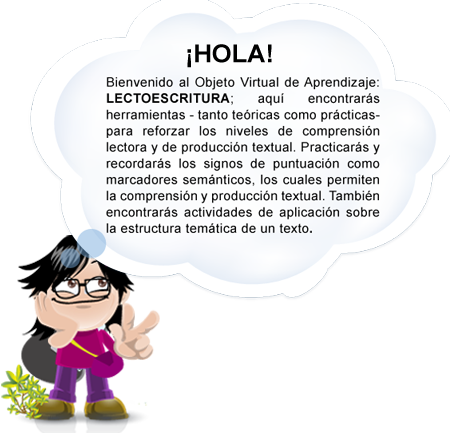 ¡HOLA!
Bienvenido al Objeto Virtual de Aprendizaje:
LECTOESCRITURA; aquí encontrarás
herramientas - tanto teóricas como prácticas-
para reforzar los niveles de comprensión
lectora y de producción textual. Practicarás y
recordarás los signos de puntuación como
marcadores semánticos, los cuales permiten
la comprensión y producción textual. También
encontrarás actividades de aplicación sobre
la estructura temática de un texto.